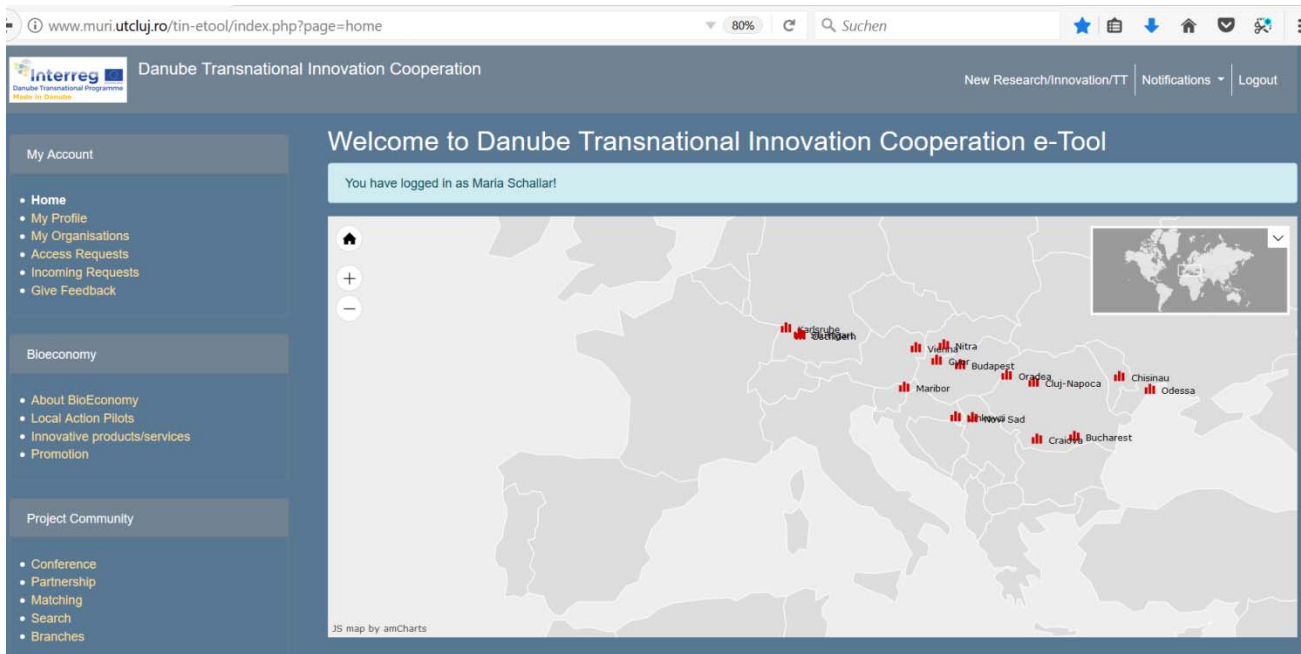 www.muri.utcluj.ro/tin-etool/index.php?page=home
80%
Suchen
Interreg
Danube Transnational Programme
Made in Danube
Danube Transnational Innovation Cooperation
New Research/Innovation/TT
Notifications
Logout
My Account
Home
My Profile
My Organisations
Access Requests
Incoming Requests
Give Feedback
Bioeconomy
About BioEconomy
Local Action Pilots
Innovative products/services
Promotion
Project Community
Conference
Partnership
Matching
Search
Branches
Welcome to Danube Transnational Innovation Cooperation e-Tool
You have logged in as Maria Schallar!
Karlsruhe
Vienna
Nitra
Gyor
Budapest
Maribor
Oradea
Cluj-Napoca
Chisinau
Odessa
Novi Sad
Craiova
Bucharest
JS map by amCharts